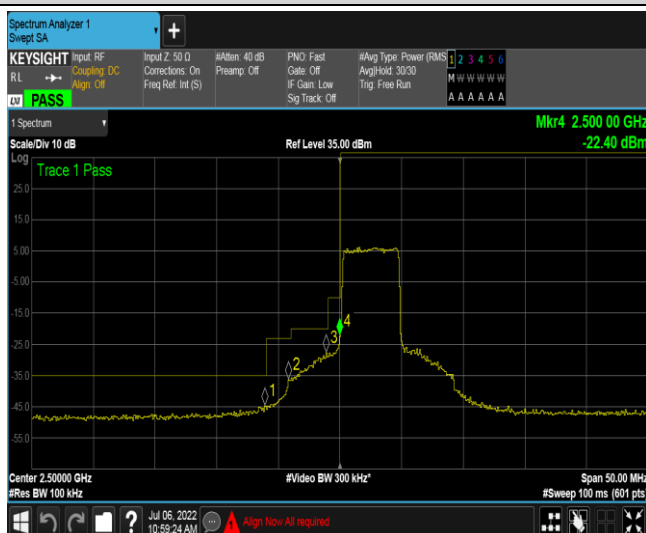 Spectrum Analyzer 1
Swept SA
KEYSIGHT Input: RF Input Z: 50 Ω #Atten: 40 dB PNO: Fast #Avg Type: Power (RMS 1 2 3 4 5 6
RL Coupling: DC Corrections: On Preamp: Off Gate: Off Avg|Hold: 30/30 M W W W W W
Align: Off Freq Ref: Int (S) IF Gain: Low Trig: Free Run
LXI PASS Sig Track: Off A A A A A A
1 Spectrum Mkr4 2.500 00 GHz
Scale/Div 10 dB Ref Level 35.00 dBm -22.40 dBm
Log
Trace 1 Pass
25.0
15.0
5.00
-5.00
-15.0
4
-25.0
3
2
-35.0
1
-45.0
-55.0
Center 2.50000 GHz #Video BW 300 kHz* Span 50.00 MHz
#Res BW 100 kHz #Sweep 100 ms (601 pts)
? Jul 06, 2022
10:59:24 AM Align Now All required